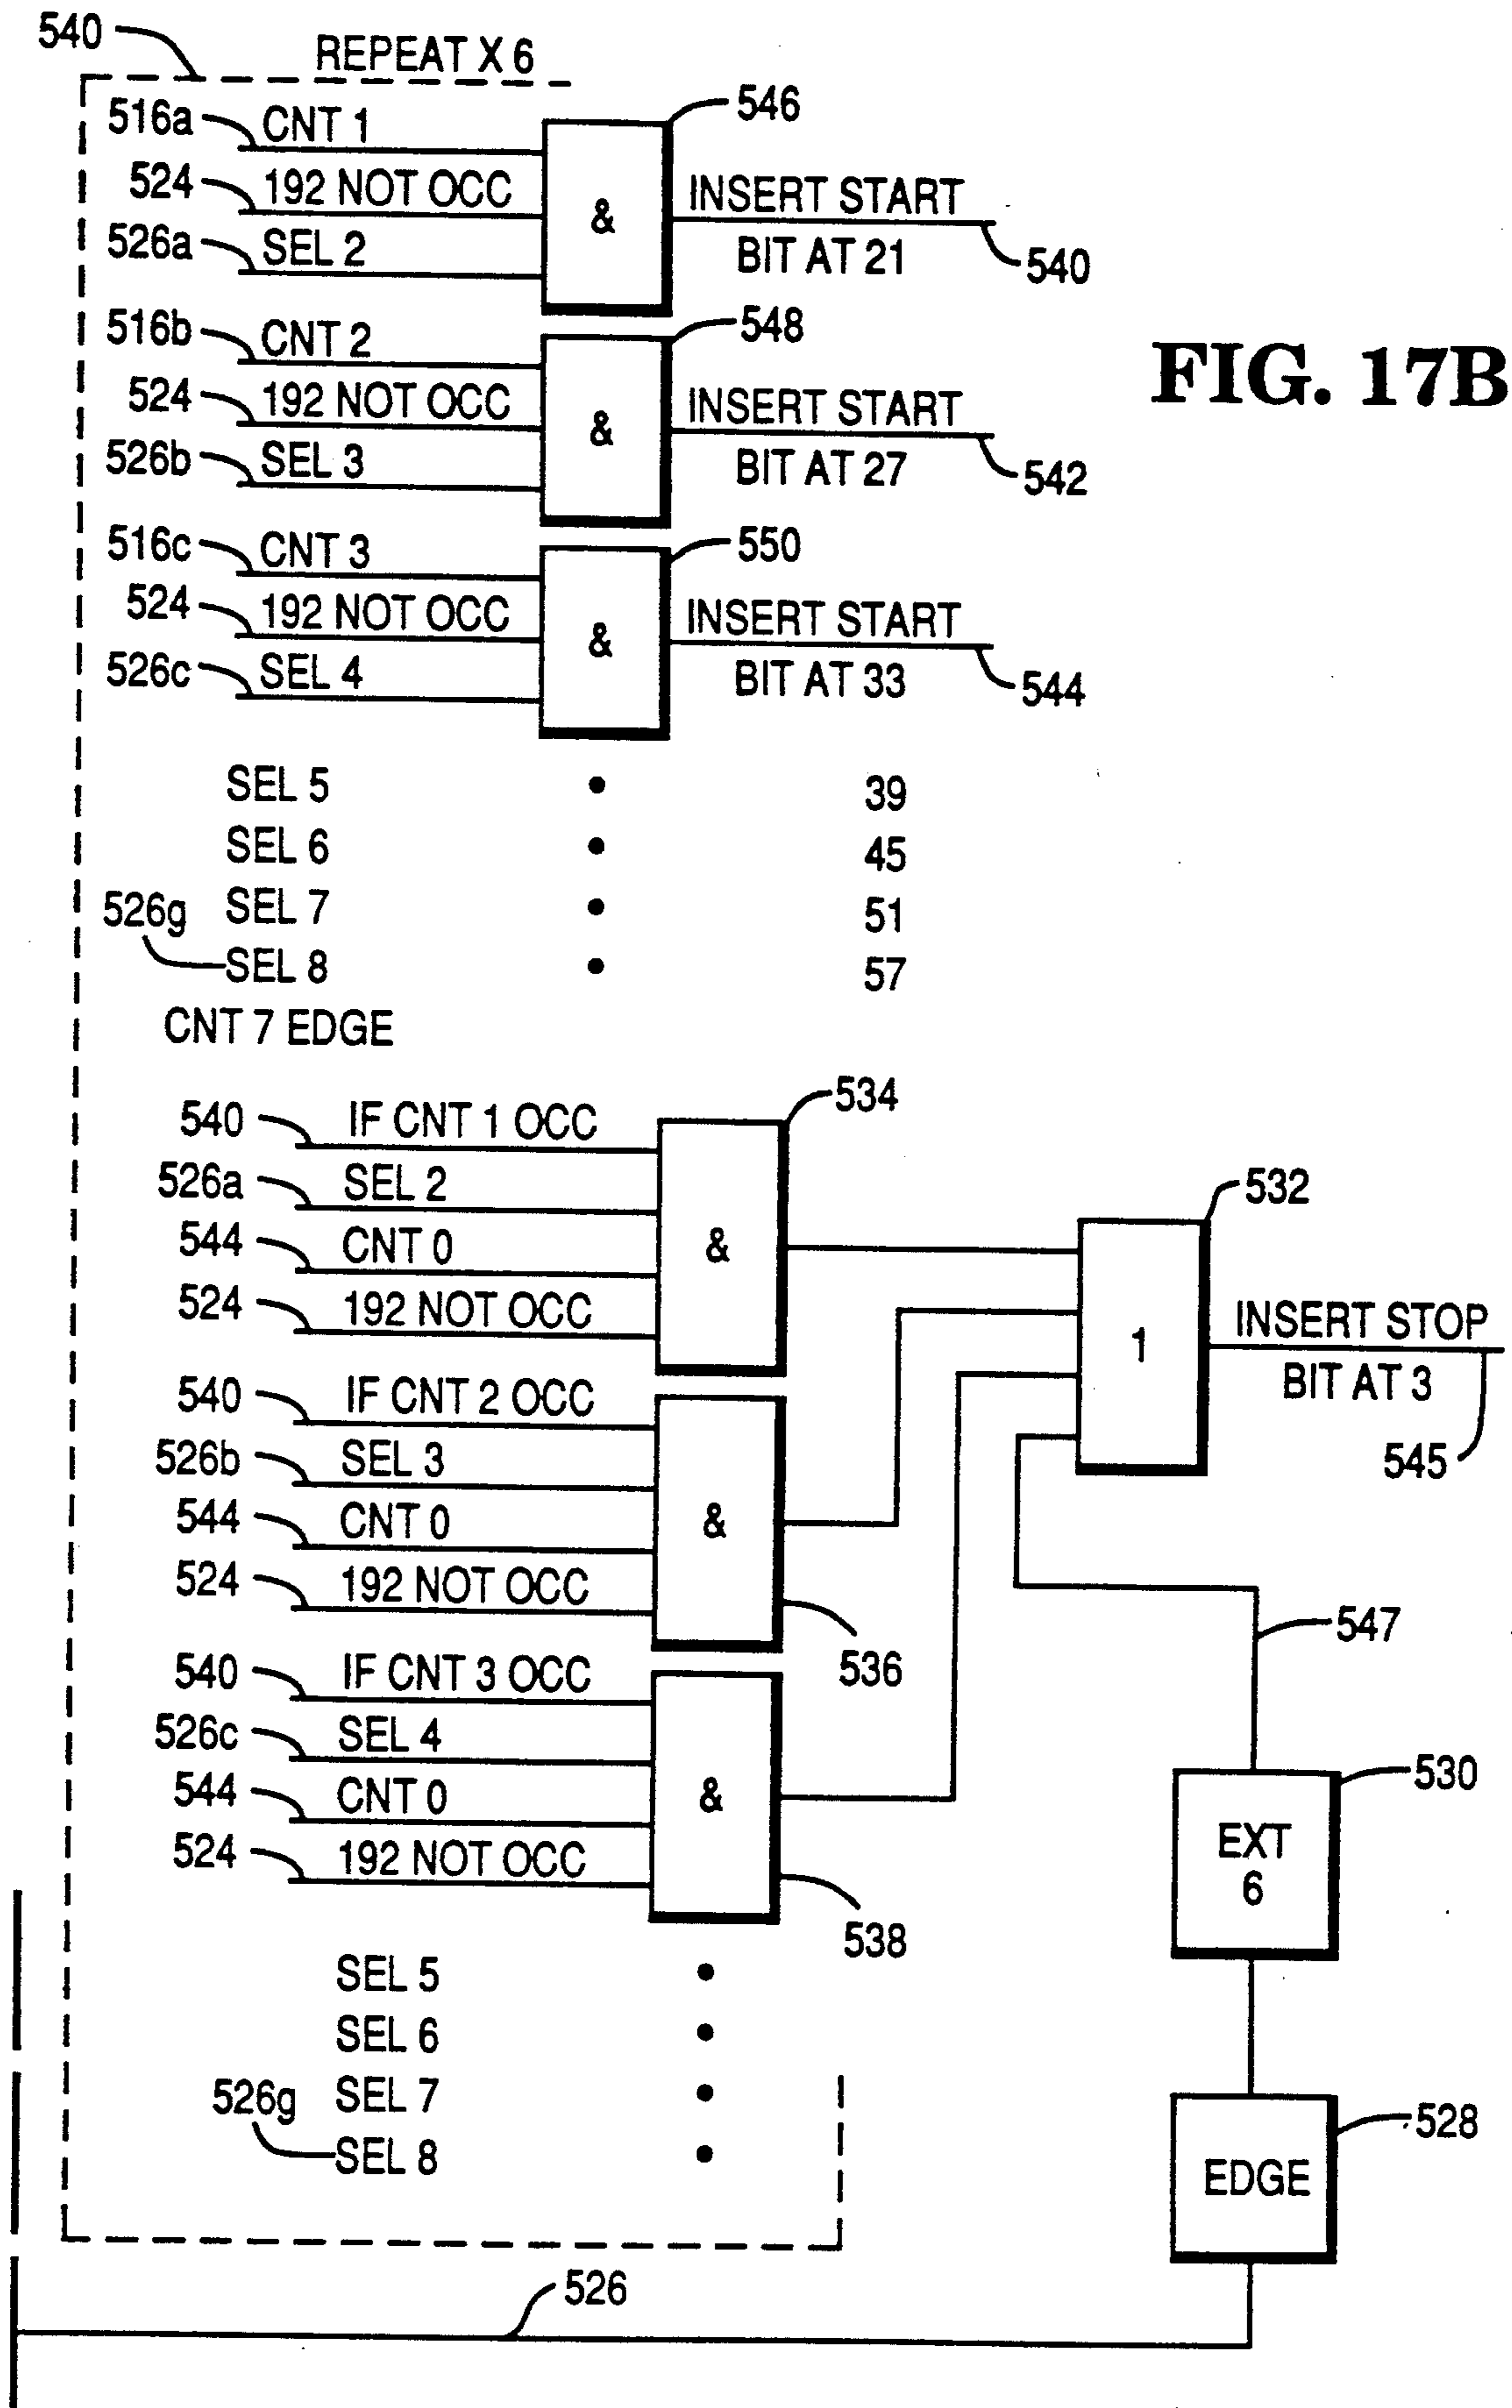 540
REPEAT X 6
516a CNT 1
546
524 192 NOT OCC
INSERT START
526a SEL 2
&
BIT AT 21
540
516b CNT 2
548
FIG. 17B
524 192 NOT OCC
INSERT START
526b SEL 3
&
BIT AT 27
542
516c CNT 3
550
524 192 NOT OCC
INSERT START
526c SEL 4
&
BIT AT 33
544
SEL 5 • 39
SEL 6 • 45
526g SEL 7 • 51
SEL 8 • 57
CNT 7 EDGE
540 IF CNT 1 OCC
534
526a SEL 2
532
544 CNT 0
&
524 192 NOT OCC
1
INSERT STOP
BIT AT 3
545
540 IF CNT 2 OCC
526b SEL 3
544 CNT 0
&
524 192 NOT OCC
547
536
540 IF CNT 3 OCC
526c SEL 4
544 CNT 0
&
530
524 192 NOT OCC
EXT
6
538
SEL 5 •
SEL 6 •
526g SEL 7 •
528
SEL 8 •
EDGE
526